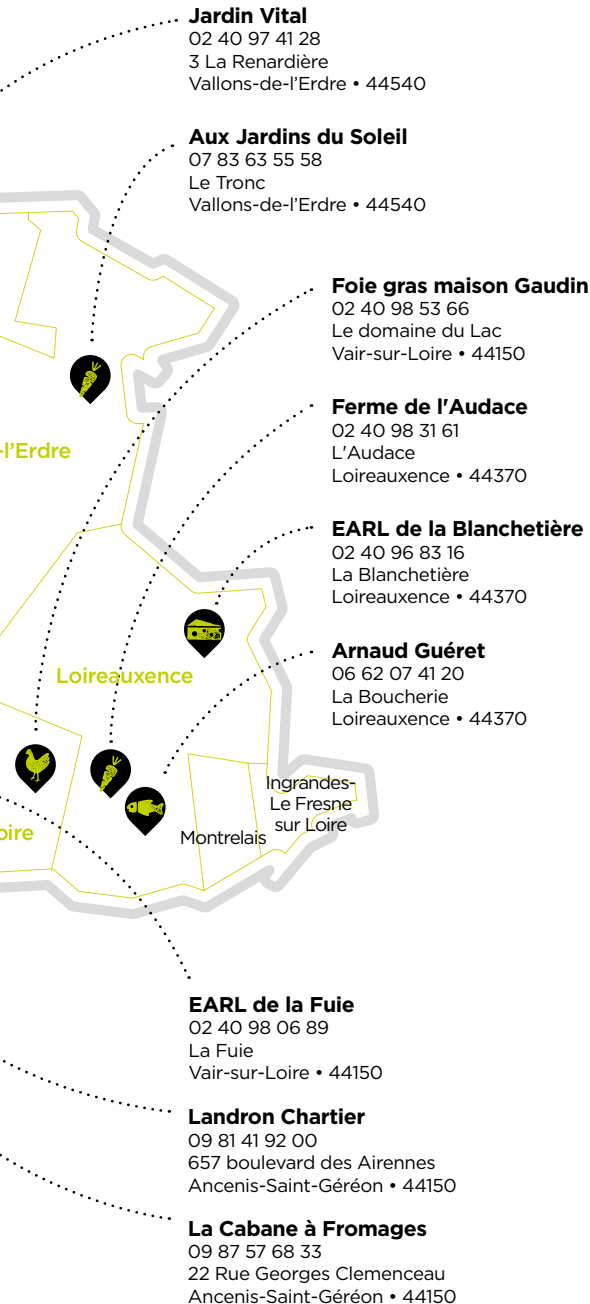 Jardin Vital
02 40 97 41 28
3 La Renardière
Vallons-de-l'Erdre • 44540
Aux Jardins du Soleil
07 83 63 55 58
Le Tronc
Vallons-de-l'Erdre • 44540
Foie gras maison Gaudin
02 40 98 53 66
Le domaine du Lac
Vair-sur-Loire • 44150
Ferme de l'Audace
02 40 98 31 61
L'Audace
Loireauxence • 44370
-l'Erdre
EARL de la Blanchetière
02 40 96 83 16
La Blanchetière
Loireauxence • 44370
Arnaud Guéret
06 62 07 41 20
La Boucherie
Loireauxence • 44370
Loireauxence
Ingrandes-
Le Fresne
sur Loire
Montrelais
oire
EARL de la Fuie
02 40 98 06 89
La Fuie
Vair-sur-Loire • 44150
Landron Chartier
09 81 41 92 00
657 boulevard des Airennes
Ancenis-Saint-Géréon • 44150
La Cabane à Fromages
09 87 57 68 33
22 Rue Georges Clemenceau
Ancenis-Saint-Géréon • 44150